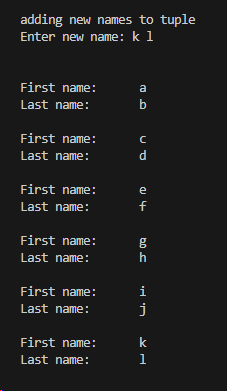 adding new names to tuple
Enter new name: k l
First name: a
Last name: b
First name: c
Last name: d
First name: e
Last name: f
First name: g
Last name: h
First name: i
Last name: j
First name: k
Last name: l